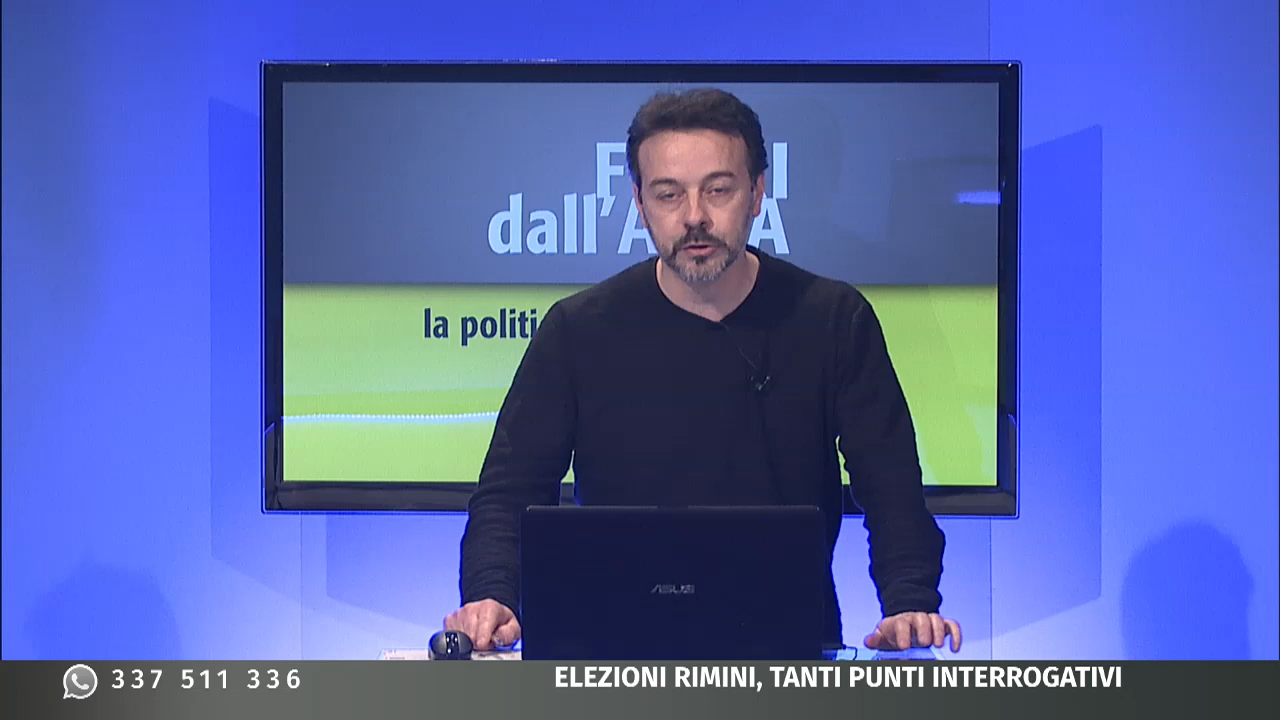 dall'A
la politi
ASUS
337 511 336
ELEZIONI RIMINI, TANTI PUNTI INTERROGATIVI